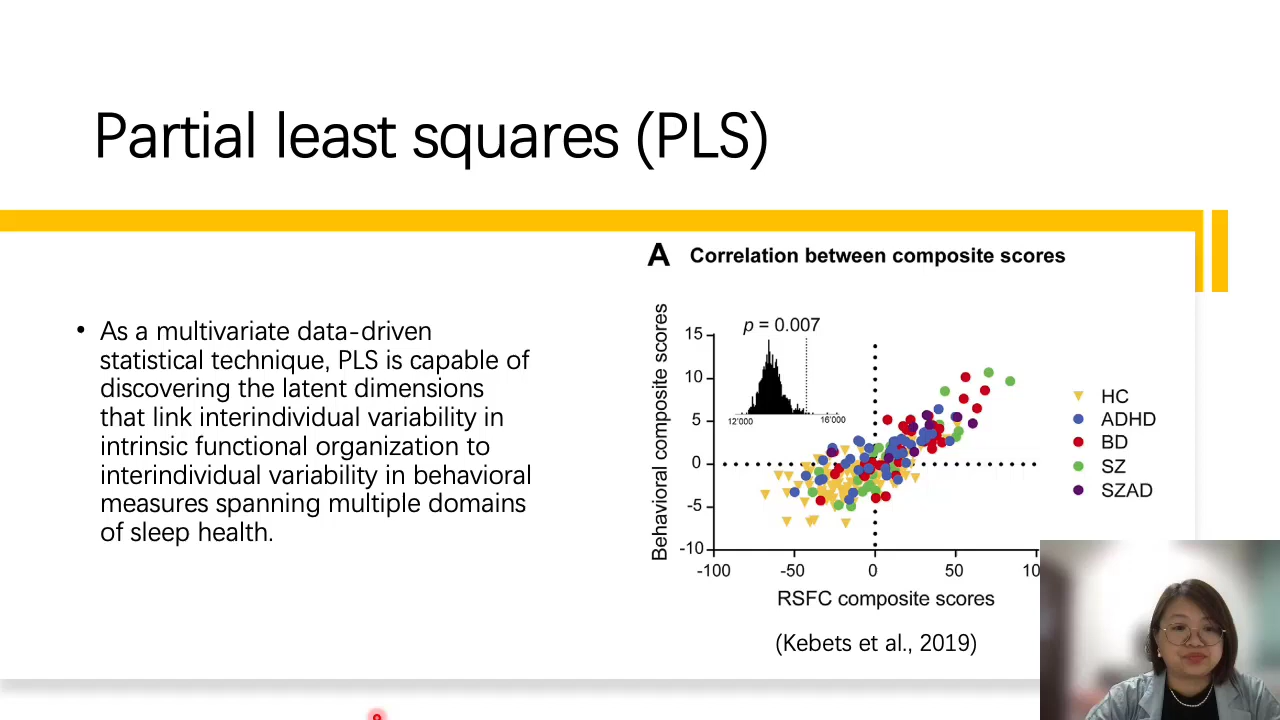 Partial least squares (PLS)
• As a multivariate data-driven
statistical technique, PLS is capable of
discovering the latent dimensions
that link interindividual variability in
intrinsic functional organization to
interindividual variability in behavioral
measures spanning multiple domains
of sleep health.
A Correlation between composite scores
Behavioral composite scores
15
10
5
0
-5
-10
p = 0.007
12'000 16'000
-100 -50 0 50
RSFC composite scores
HC
ADHD
BD
SZ
SZAD
(Kebets et al., 2019)